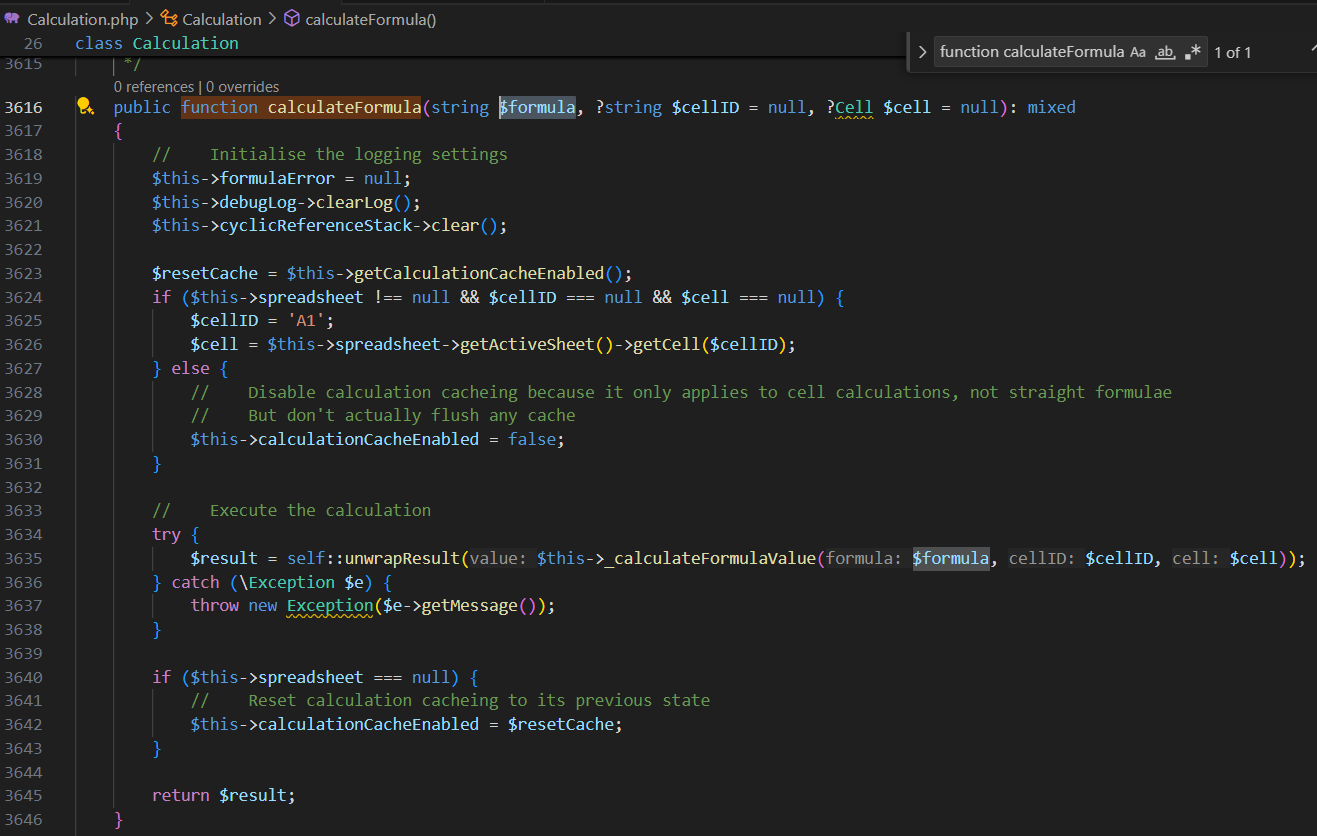 Calculation.php > Calculation > calculateFormula()
26 class Calculation
function calculateFormula Aa ab .* 1 of 1
3615 */
0 references | 0 overrides
3616 public function calculateFormula(string $formula, ?string $cellID = null, ?Cell $cell = null): mixed
3617 {
3618 // Initialise the logging settings
3619 $this->formulaError = null;
3620 $this->debugLog->clearLog();
3621 $this->cyclicReferenceStack->clear();
3622
3623 $resetCache = $this->getCalculationCacheEnabled();
3624 if ($this->spreadsheet !== null && $cellID === null && $cell === null) {
3625 $cellID = 'A1';
3626 $cell = $this->spreadsheet->getActiveSheet()->getCell($cellID);
3627 } else {
3628 // Disable calculation cacheing because it only applies to cell calculations, not straight formulae
3629 // But don't actually flush any cache
3630 $this->calculationCacheEnabled = false;
3631 }
3632
3633 // Execute the calculation
3634 try {
3635 $result = self::unwrapResult(value: $this->_calculateFormulaValue(formula: $formula, cellID: $cellID, cell: $cell));
3636 } catch (\Exception $e) {
3637 throw new Exception($e->getMessage());
3638 }
3639
3640 if ($this->spreadsheet === null) {
3641 // Reset calculation cacheing to its previous state
3642 $this->calculationCacheEnabled = $resetCache;
3643 }
3644
3645 return $result;
3646 }